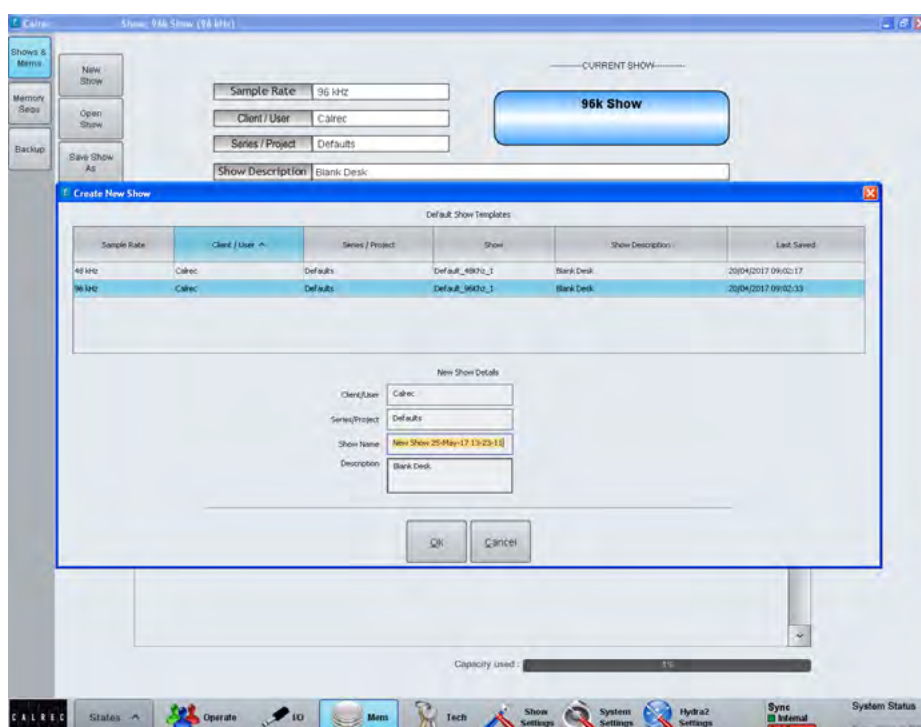 Calrec Show: 96k Show (96 kHz)
Shows & Mems
New Show
CURRENT SHOW
Sample Rate 96 kHz
96k Show
Memory Seqs
Open Show
Client / User Calrec
Series / Project Defaults
Backup
Save Show As
Show Description Blank Desk
Create New Show
Default Show Templates
Sample Rate Client / User Series / Project Show Show Description Last Saved
48 kHz Calrec Defaults Default_48khz_1 Blank Desk 20/04/2017 09:02:17
96 kHz Calrec Defaults Default_96khz_1 Blank Desk 20/04/2017 09:02:33
New Show Details
Client/User Calrec
Series/Project Defaults
Show Name New Show 25-May-17 13-23-15
Description Blank Desk
Ok Cancel
Capacity used : 1%
CALREC States Operate I/O Mems Tech Show Settings System Settings Hydra2 Settings Sync Internal System Status